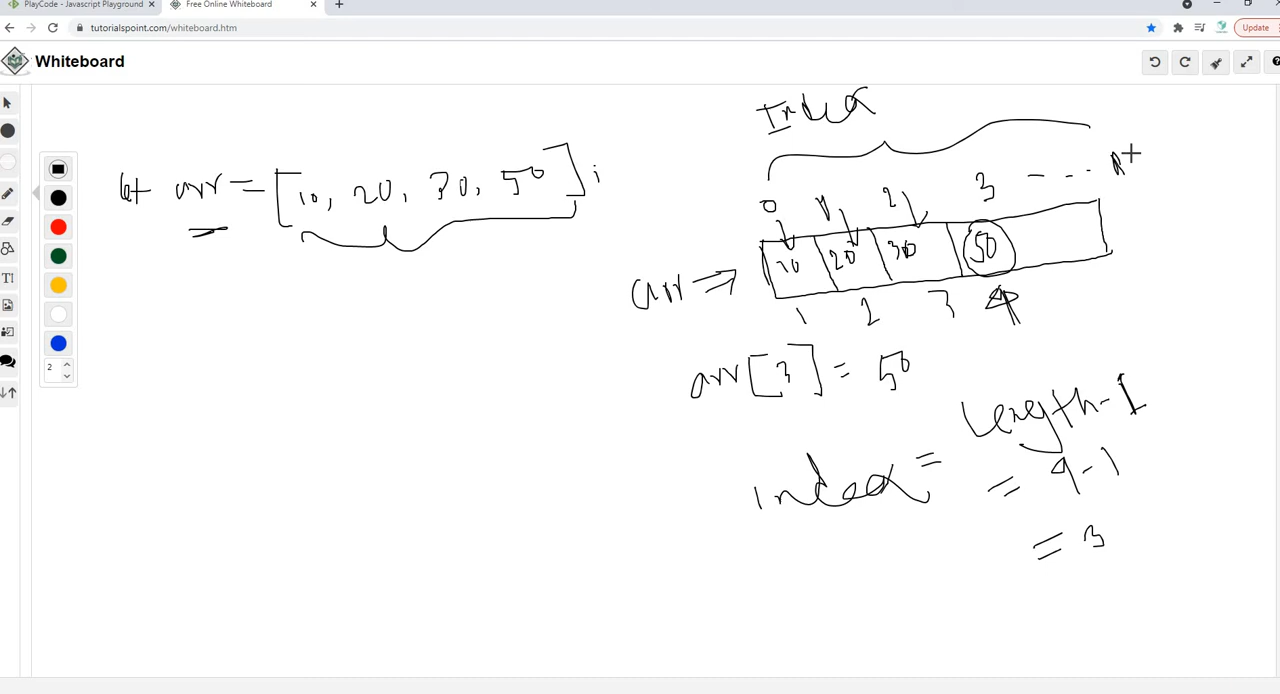 PlayCode - Javascript Playground
Free Online Whiteboard
tutorialspoint.com/whiteboard.htm
Update
Whiteboard
Index
let arr = [10, 20, 30, 50];
0 1 2 3 - - -
10 20 30 50
arr ⇒
1 2 3 4
arr[3] = 50
index = length-1
= 4-1
= 3
T
2